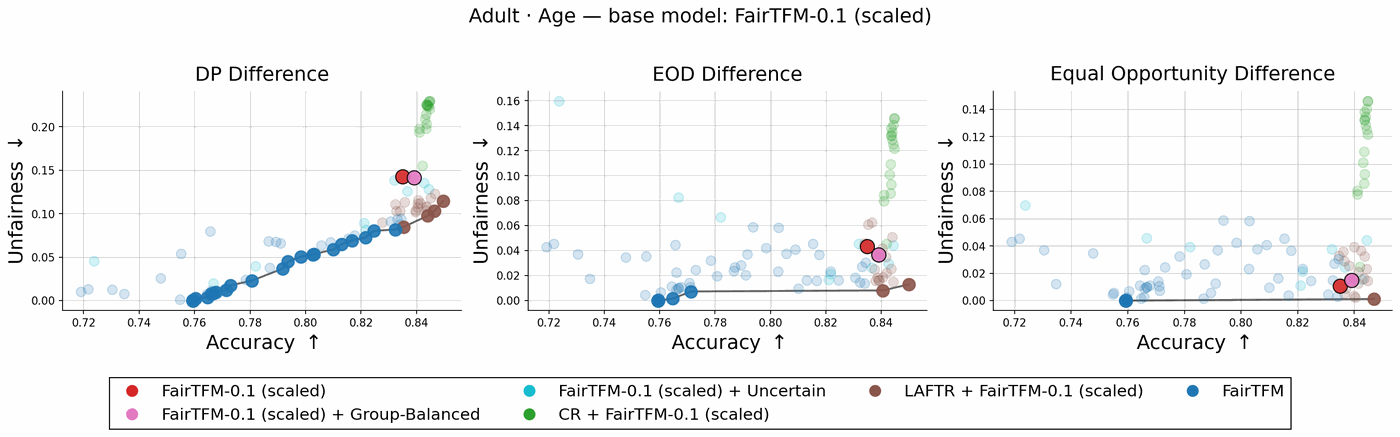 Adult · Age — base model: FairTFM-0.1 (scaled)
DP Difference
EOD Difference
Equal Opportunity Difference
Unfairness ↓
0.20
0.15
0.10
0.05
0.00
0.72 0.74 0.76 0.78 0.80 0.82 0.84
Accuracy ↑
Unfairness ↓
0.16
0.14
0.12
0.10
0.08
0.06
0.04
0.02
0.00
0.72 0.74 0.76 0.78 0.80 0.82 0.84
Accuracy ↑
Unfairness ↓
0.14
0.12
0.10
0.08
0.06
0.04
0.02
0.00
0.72 0.74 0.76 0.78 0.80 0.82 0.84
Accuracy ↑
FairTFM-0.1 (scaled)
FairTFM-0.1 (scaled) + Group-Balanced
FairTFM-0.1 (scaled) + Uncertain
CR + FairTFM-0.1 (scaled)
LAFTR + FairTFM-0.1 (scaled)
FairTFM